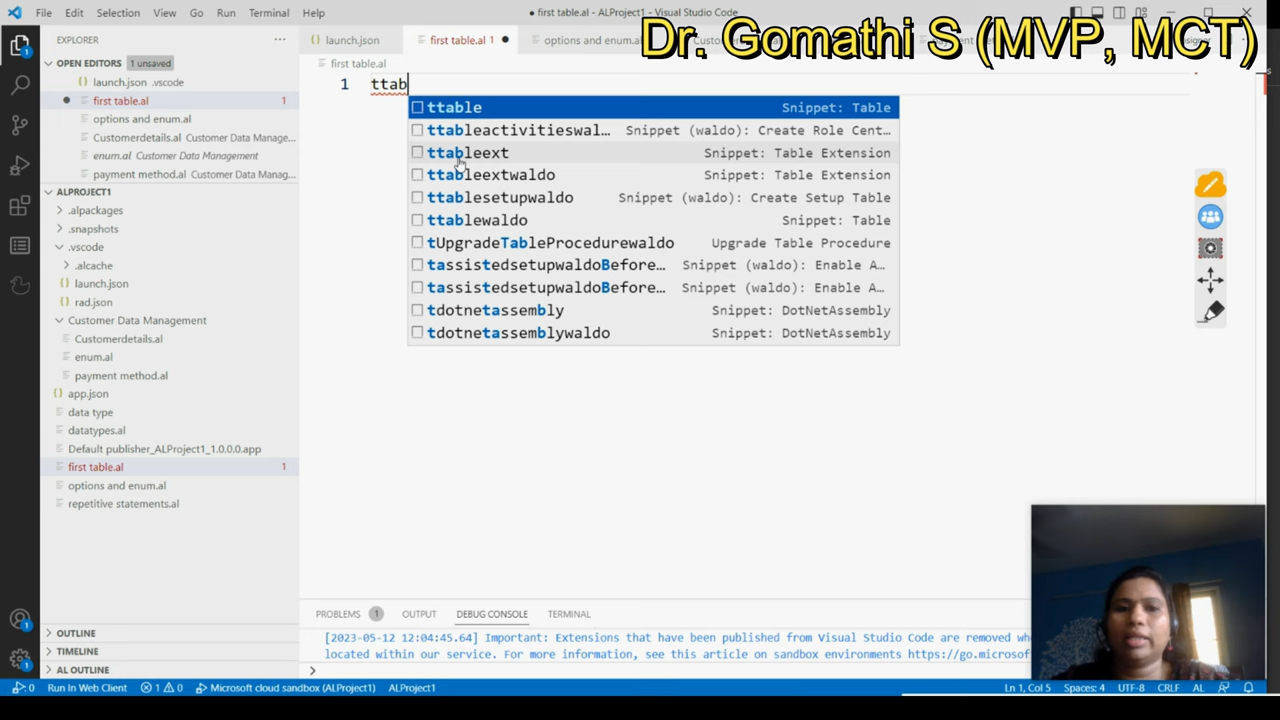 File Edit Selection View Go Run Terminal Help
first table.al - ALProject1 - Visual Studio Code
Dr. Gomathi S (MVP, MCT)
EXPLORER
launch.json
first table.al 1
options and enum.
OPEN EDITORS 1 unsaved
launch.json .vscode
first table.al 1
options and enum.al
Customerdetails.al Customer Data Manage...
enum.al Customer Data Management
payment method.al Customer Data Manag...
ALPROJECT1
.alpackages
.snapshots
.vscode
.alcache
launch.json
rad.json
Customer Data Management
Customerdetails.al
enum.al
payment method.al
app.json
data type
datatypes.al
Default publisher_ALProject1_1.0.0.0.app
first table.al 1
options and enum.al
repetitive statements.al
OUTLINE
TIMELINE
AL OUTLINE
first table.al
1 ttab
ttable Snippet: Table
ttableactivitieswal... Snippet (waldo): Create Role Cent...
ttableext Snippet: Table Extension
ttableextwaldo Snippet: Table Extension
ttablesetupwaldo Snippet (waldo): Create Setup Table
ttablewaldo Snippet: Table
tUpgradeTableProcedurewaldo Upgrade Table Procedure
tassistedsetupwaldoBefore... Snippet (waldo): Enable A...
tassistedsetupwaldoBefore... Snippet (waldo): Enable A...
tdotnetassembly Snippet: DotNetAssembly
tdotnetassemblywaldo Snippet: DotNetAssembly
PROBLEMS 1 OUTPUT DEBUG CONSOLE TERMINAL
[2023-05-12 12:04:45.64] Important: Extensions that have been published from Visual Studio Code are removed wh
located within our service. For more information, see this article on sandbox environments https://go.microsof
0 Run In Web Client 1 0 Microsoft cloud sandbox (ALProject1) ALProject1
Ln 1, Col 5 Spaces: 4 UTF-8 CRLF AL